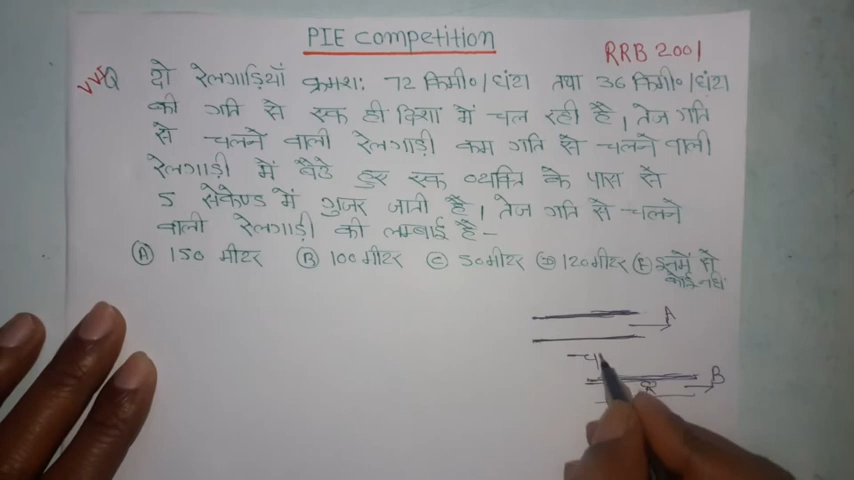 PIE Competition
RRB 2001
VVI Q दो रेलगाड़ियाँ क्रमशः 72 किमी०/घंटा तथा 36 किमी०/घंटा
की गति से एक ही दिशा में चल रही है, तेज गति
से चलने वाली रेलगाड़ी कम गति से चलने वाली
रेलगाड़ी में बैठे हुए एक व्यक्ति के पास से
5 सेकेण्ड में गुजर जाती है, तेज गति से चलने
वाली रेलगाड़ी की लम्बाई है–
(A) 150 मीटर (B) 100 मीटर (C) 50 मीटर (D) 120 मीटर (E) इनमें से
कोई नहीं
A
B